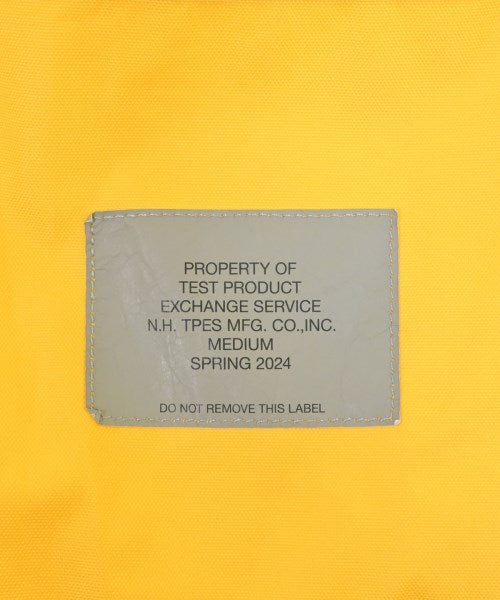 PROPERTY OF
TEST PRODUCT
EXCHANGE SERVICE
N.H. TPES MFG. CO.,INC.
MEDIUM
SPRING 2024
DO NOT REMOVE THIS LABEL